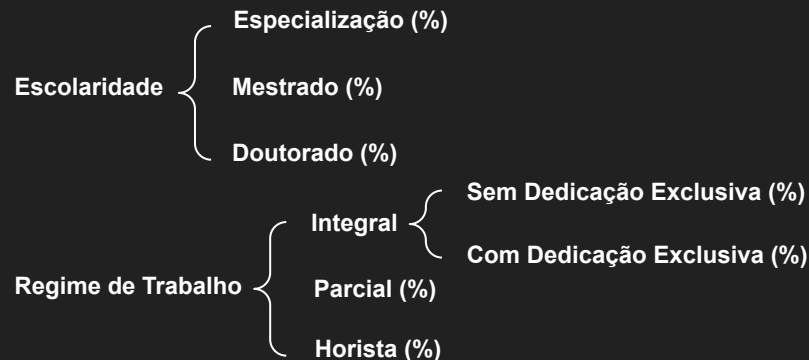 Escolaridade
Especialização (%)
Mestrado (%)
Doutorado (%)
Regime de Trabalho
Integral
Sem Dedicação Exclusiva (%)
Com Dedicação Exclusiva (%)
Parcial (%)
Horista (%)